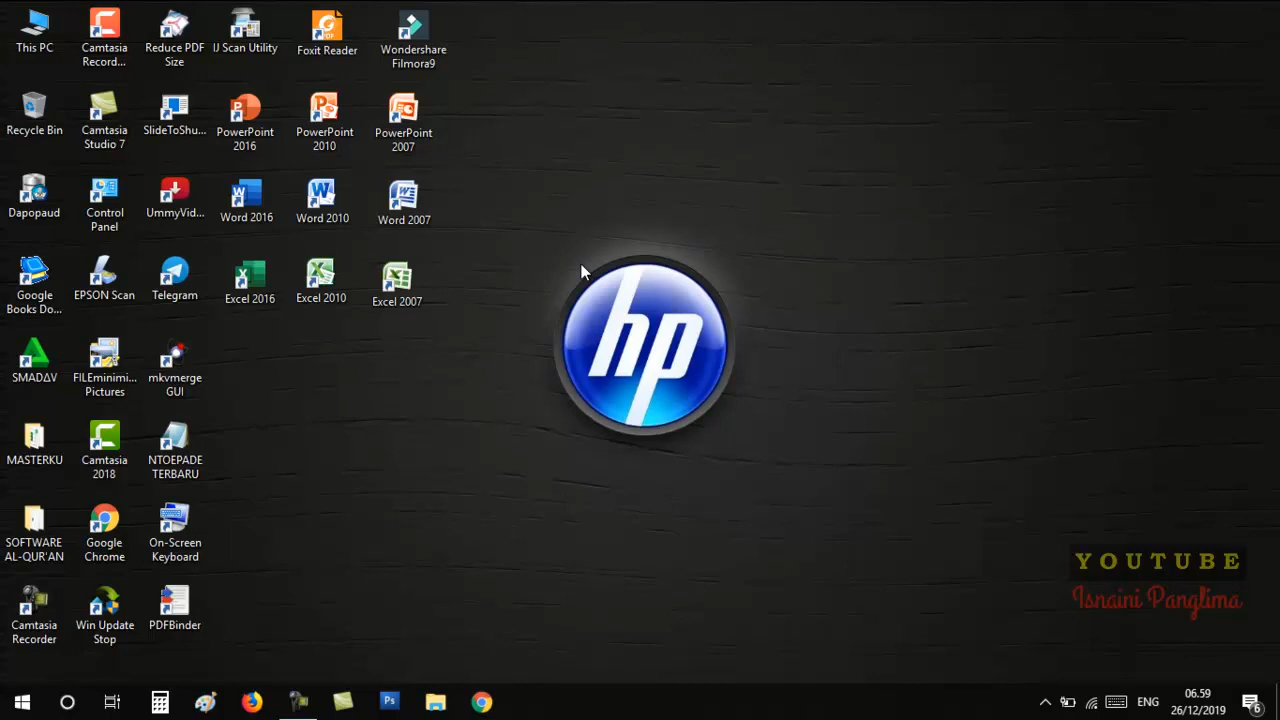 This PC
Camtasia
Record...
Reduce PDF
Size
IJ Scan Utility
Foxit Reader
Wondershare
Filmora9
Recycle Bin
Camtasia
Studio 7
SlideToShu...
PowerPoint
2016
PowerPoint
2010
PowerPoint
2007
Dapopaud
Control
Panel
UmmyVid...
Word 2016
Word 2010
Word 2007
Google
Books Do...
EPSON Scan
Telegram
Excel 2016
Excel 2010
Excel 2007
hp
SMADΔV
FILEminimi...
Pictures
mkvmerge
GUI
MASTERKU
Camtasia
2018
NTOEPADE
TERBARU
SOFTWARE
AL-QUR'AN
Google
Chrome
On-Screen
Keyboard
YOUTUBE
Isnaini Panglima
Camtasia
Recorder
Win Update
Stop
PDFBinder
Ps
ENG
06.59
26/12/2019
6